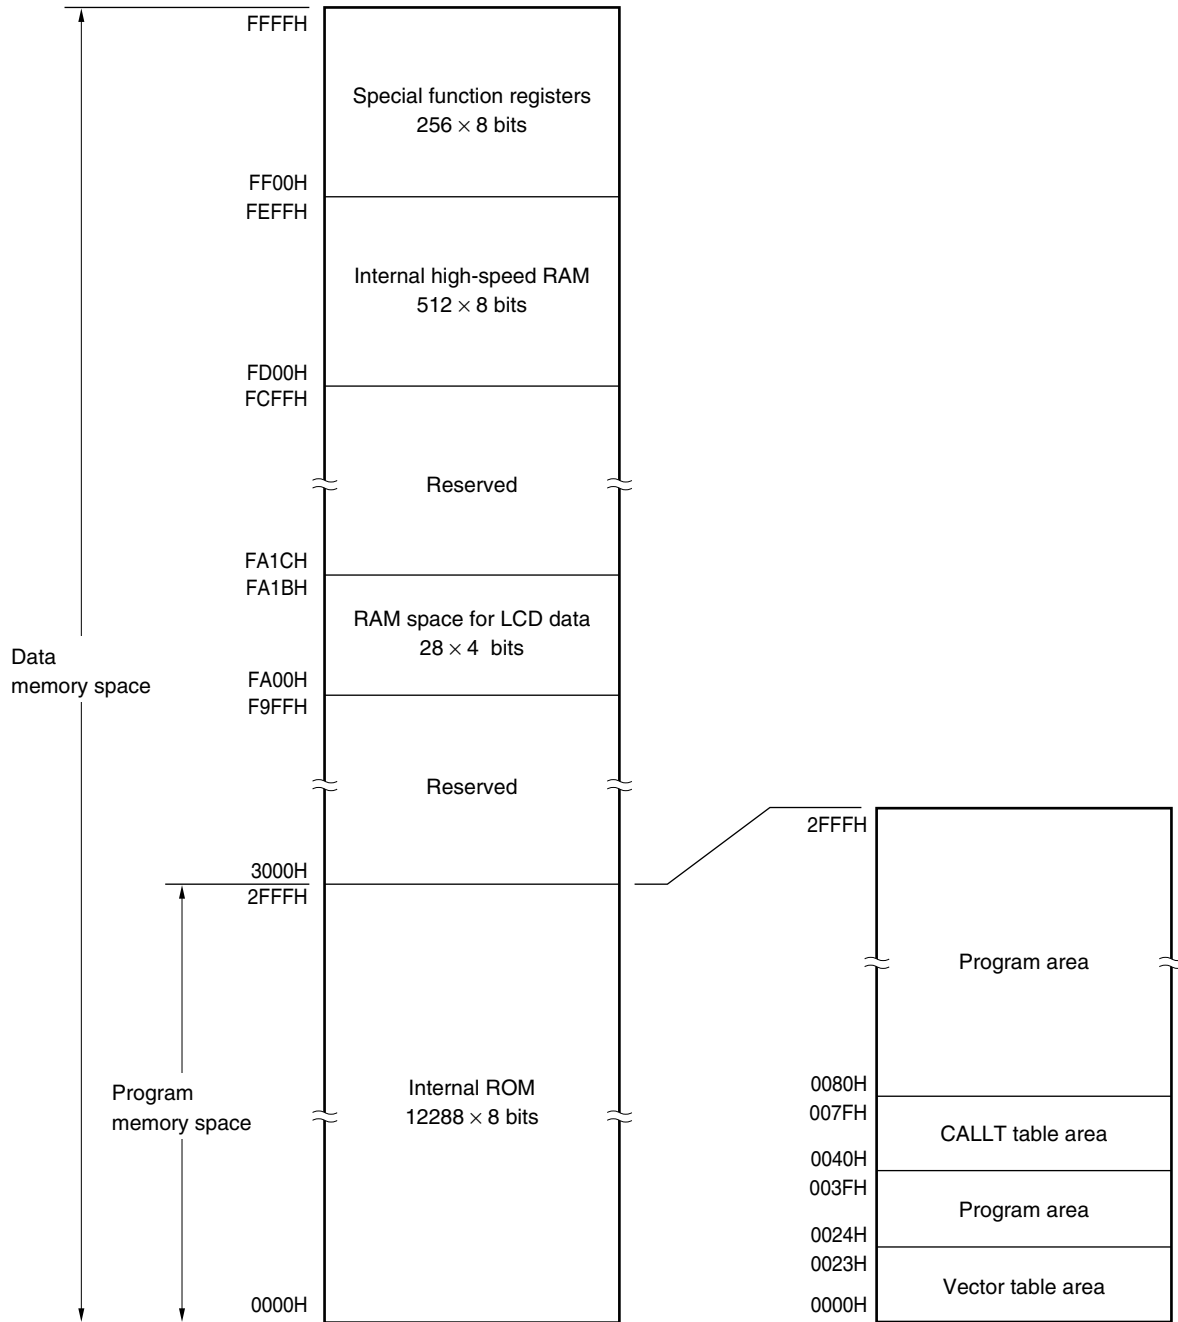 FFFFH
Special function registers
256 × 8 bits
FF00H
FEFFH
Internal high-speed RAM
512 × 8 bits
FD00H
FCFFH
Reserved
FA1CH
FA1BH
RAM space for LCD data
28 × 4 bits
Data
memory space
FA00H
F9FFH
Reserved
3000H
2FFFH
Program
memory space
Internal ROM
12288 × 8 bits
0000H
2FFFH
Program area
0080H
007FH
CALLT table area
0040H
003FH
Program area
0024H
0023H
Vector table area
0000H